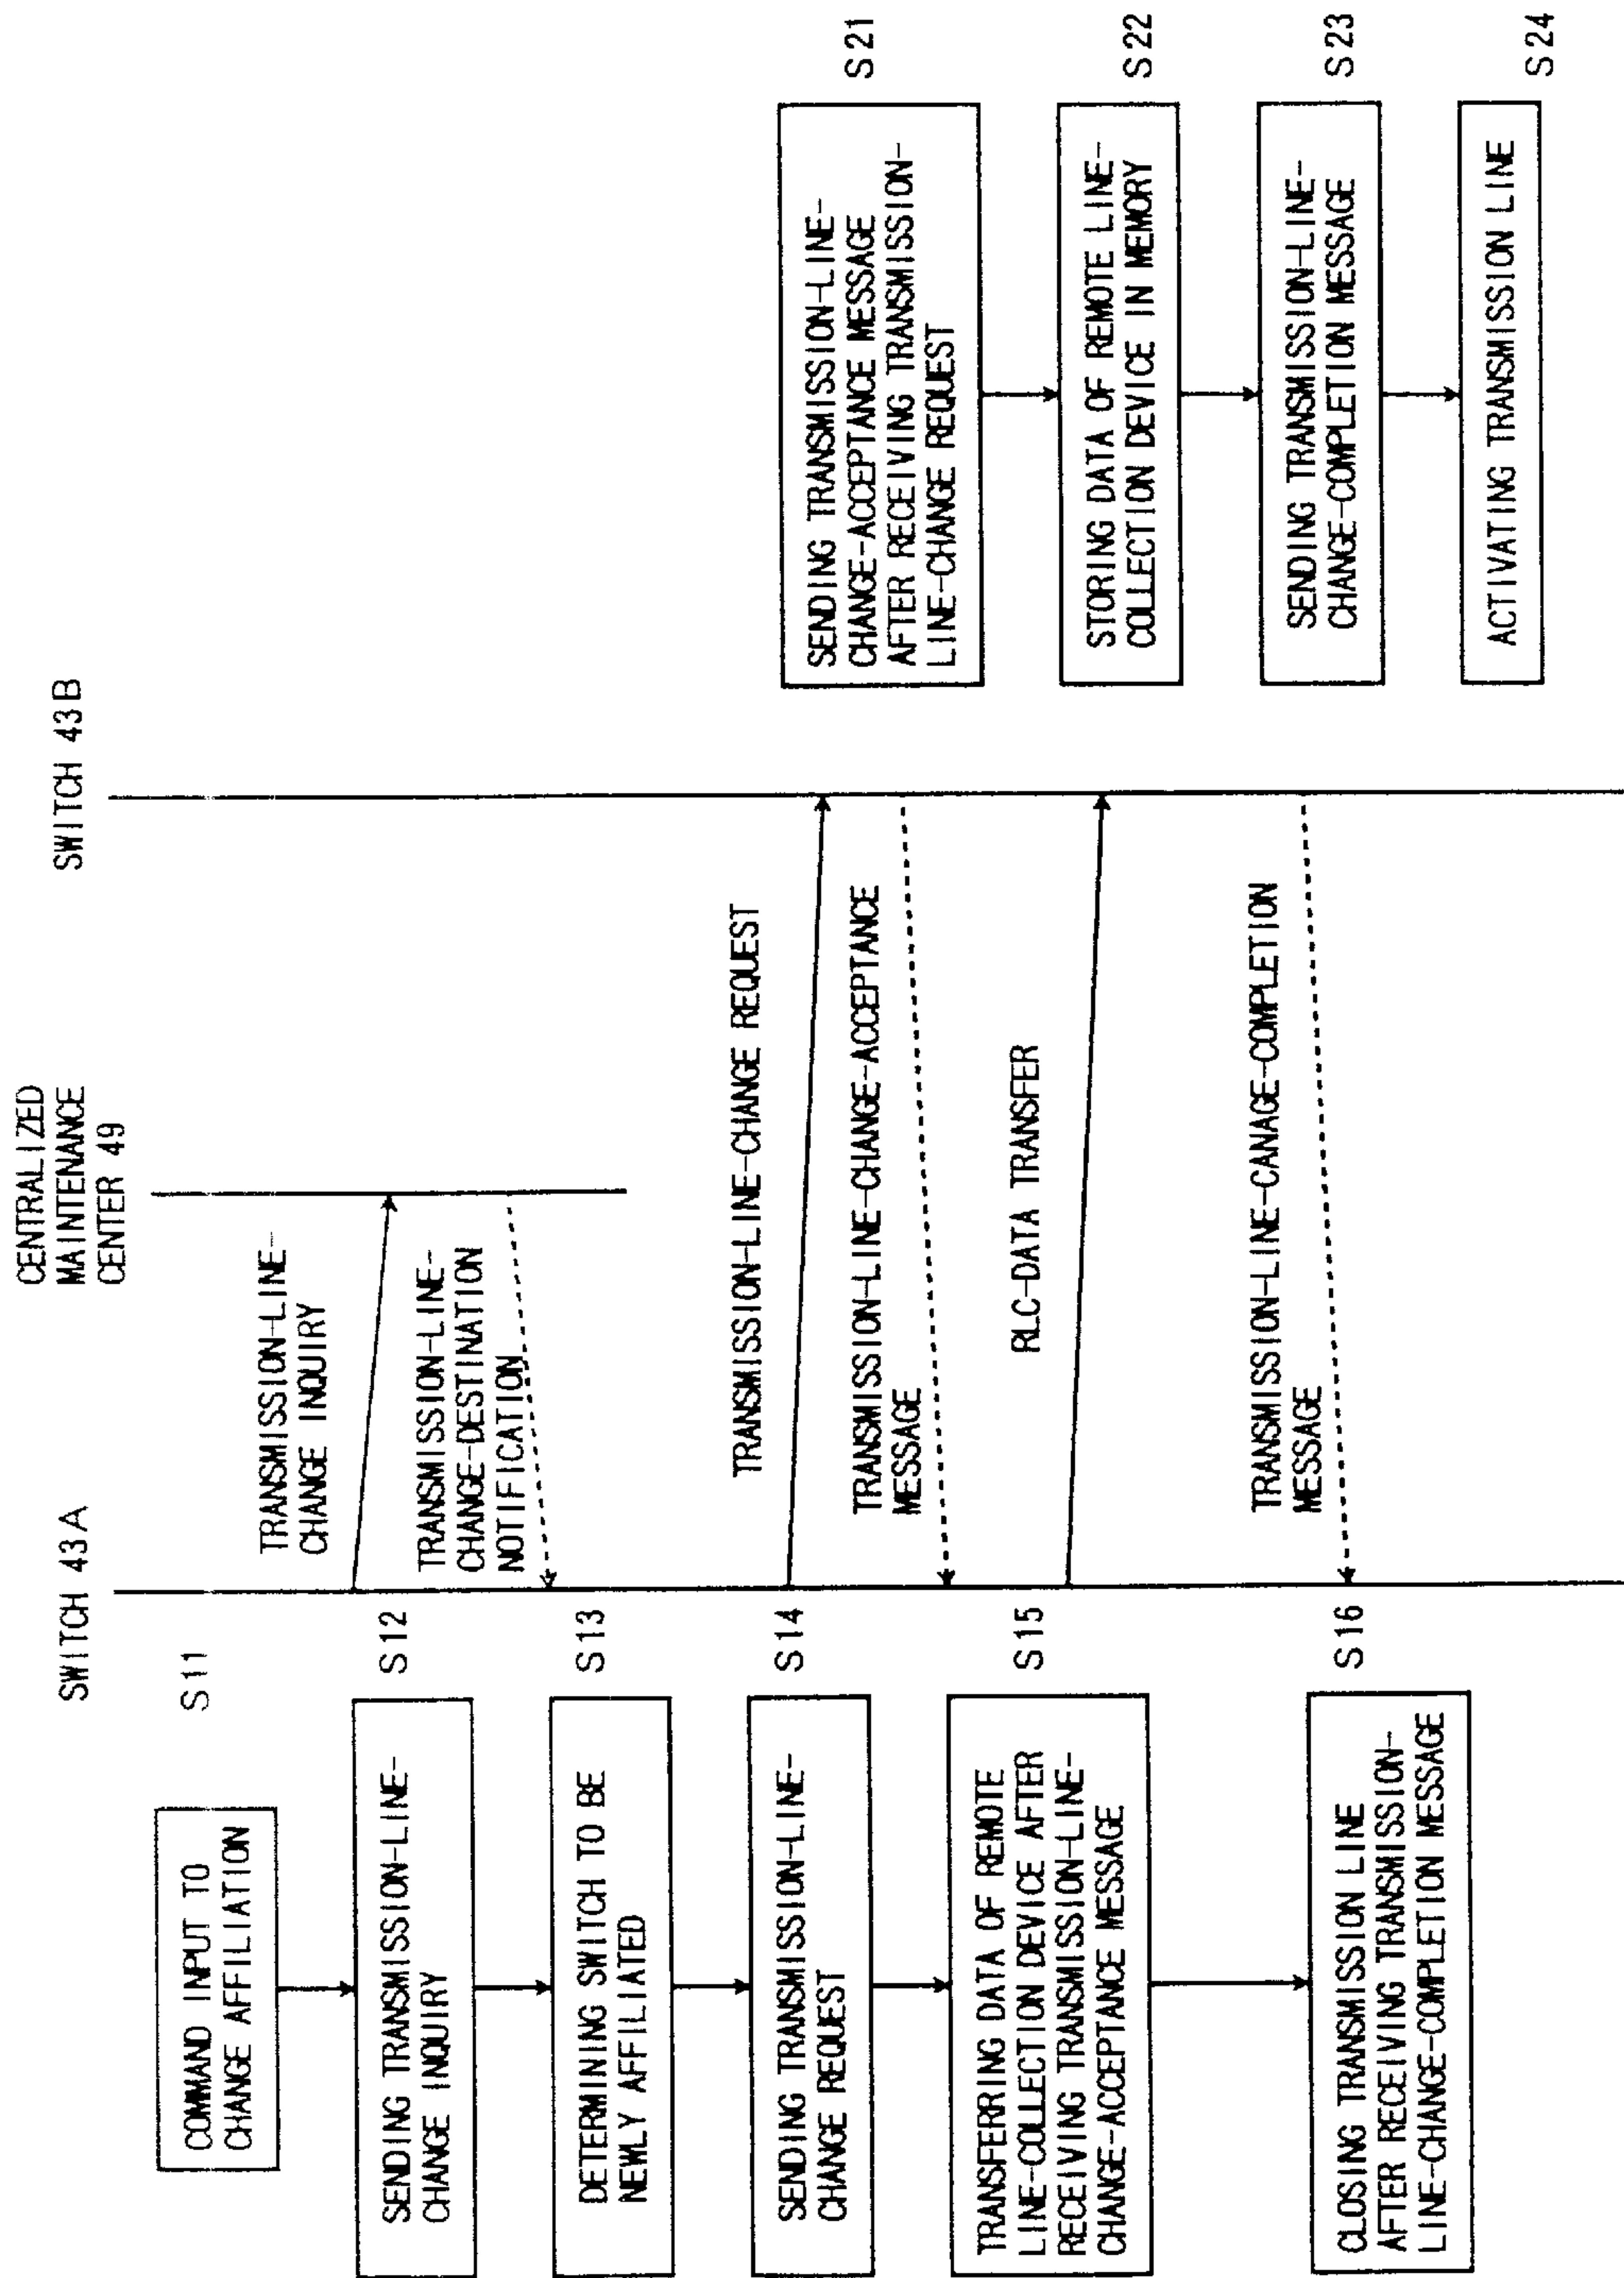 CENTRALIZED
MAINTENANCE
CENTER 49
SWITCH 43A
SWITCH 43B
COMMAND INPUT TO
CHANGE AFFILIATION
S11
SENDING TRANSMISSION-LINE-
CHANGE INQUIRY
S12
TRANSMISSION-LINE-
CHANGE INQUIRY
TRANSMISSION-LINE-
CHANGE-DESTINATION
NOTIFICATION
DETERMINING SWITCH TO BE
NEWLY AFFILIATED
S13
SENDING TRANSMISSION-LINE-
CHANGE REQUEST
S14
TRANSMISSION-LINE-CHANGE REQUEST
SENDING TRANSMISSION-LINE-
CHANGE-ACCEPTANCE MESSAGE
AFTER RECEIVING TRANSMISSION-
LINE-CHANGE REQUEST
S21
TRANSMISSION-LINE-CHANGE-ACCEPTANCE
MESSAGE
TRANSFERRING DATA OF REMOTE
LINE-COLLECTION DEVICE AFTER
RECEIVING TRANSMISSION-LINE-
CHANGE-ACCEPTANCE MESSAGE
S15
RLC-DATA TRANSFER
STORING DATA OF REMOTE LINE-
COLLECTION DEVICE IN MEMORY
S22
TRANSMISSION-LINE-CANAGE-COMPLETION
MESSAGE
SENDING TRANSMISSION-LINE-
CHANGE-COMPLETION MESSAGE
S23
CLOSING TRANSMISSION LINE
AFTER RECEIVING TRANSMISSION-
LINE-CHANGE-COMPLETION MESSAGE
S16
ACTIVATING TRANSMISSION LINE
S24